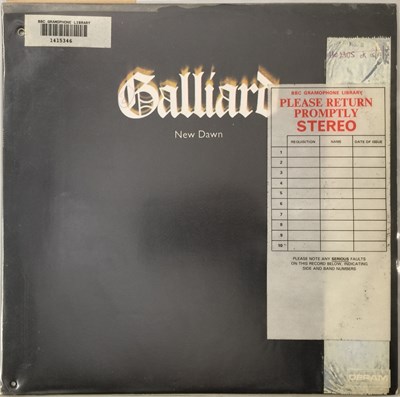 BBC GRAMOPHONE LIBRARY
1415346
Galliard
New Dawn
BBC GRAMOPHONE LIBRARY
PLEASE RETURN
PROMPTLY
STEREO
REQUISITION NAME DATE OF ISSUE
1
2
3
4
5
6
7
8
9
10
PLEASE NOTE ANY SERIOUS FAULTS
ON THIS RECORD BELOW, INDICATING
SIDE AND BAND NUMBERS
DERAM